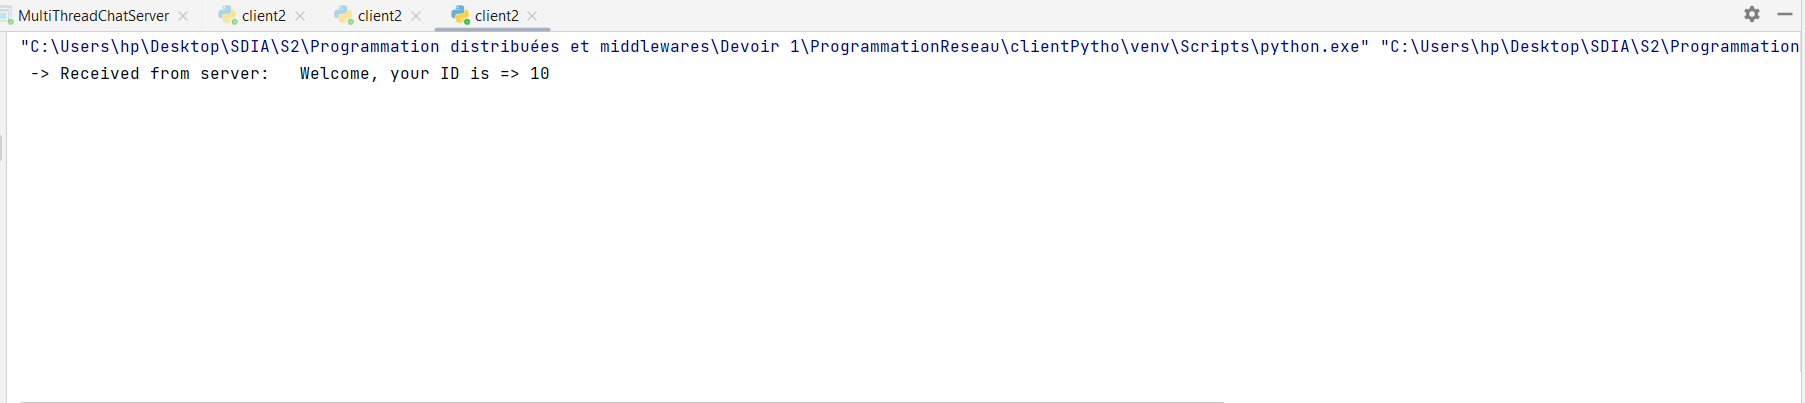 MultiThreadChatServer client2 client2 client2
"C:\Users\hp\Desktop\SDIA\S2\Programmation distribuées et middlewares\Devoir 1\ProgrammationReseau\clientPytho\venv\Scripts\python.exe" "C:\Users\hp\Desktop\SDIA\S2\Programmation
-> Received from server:   Welcome, your ID is => 10